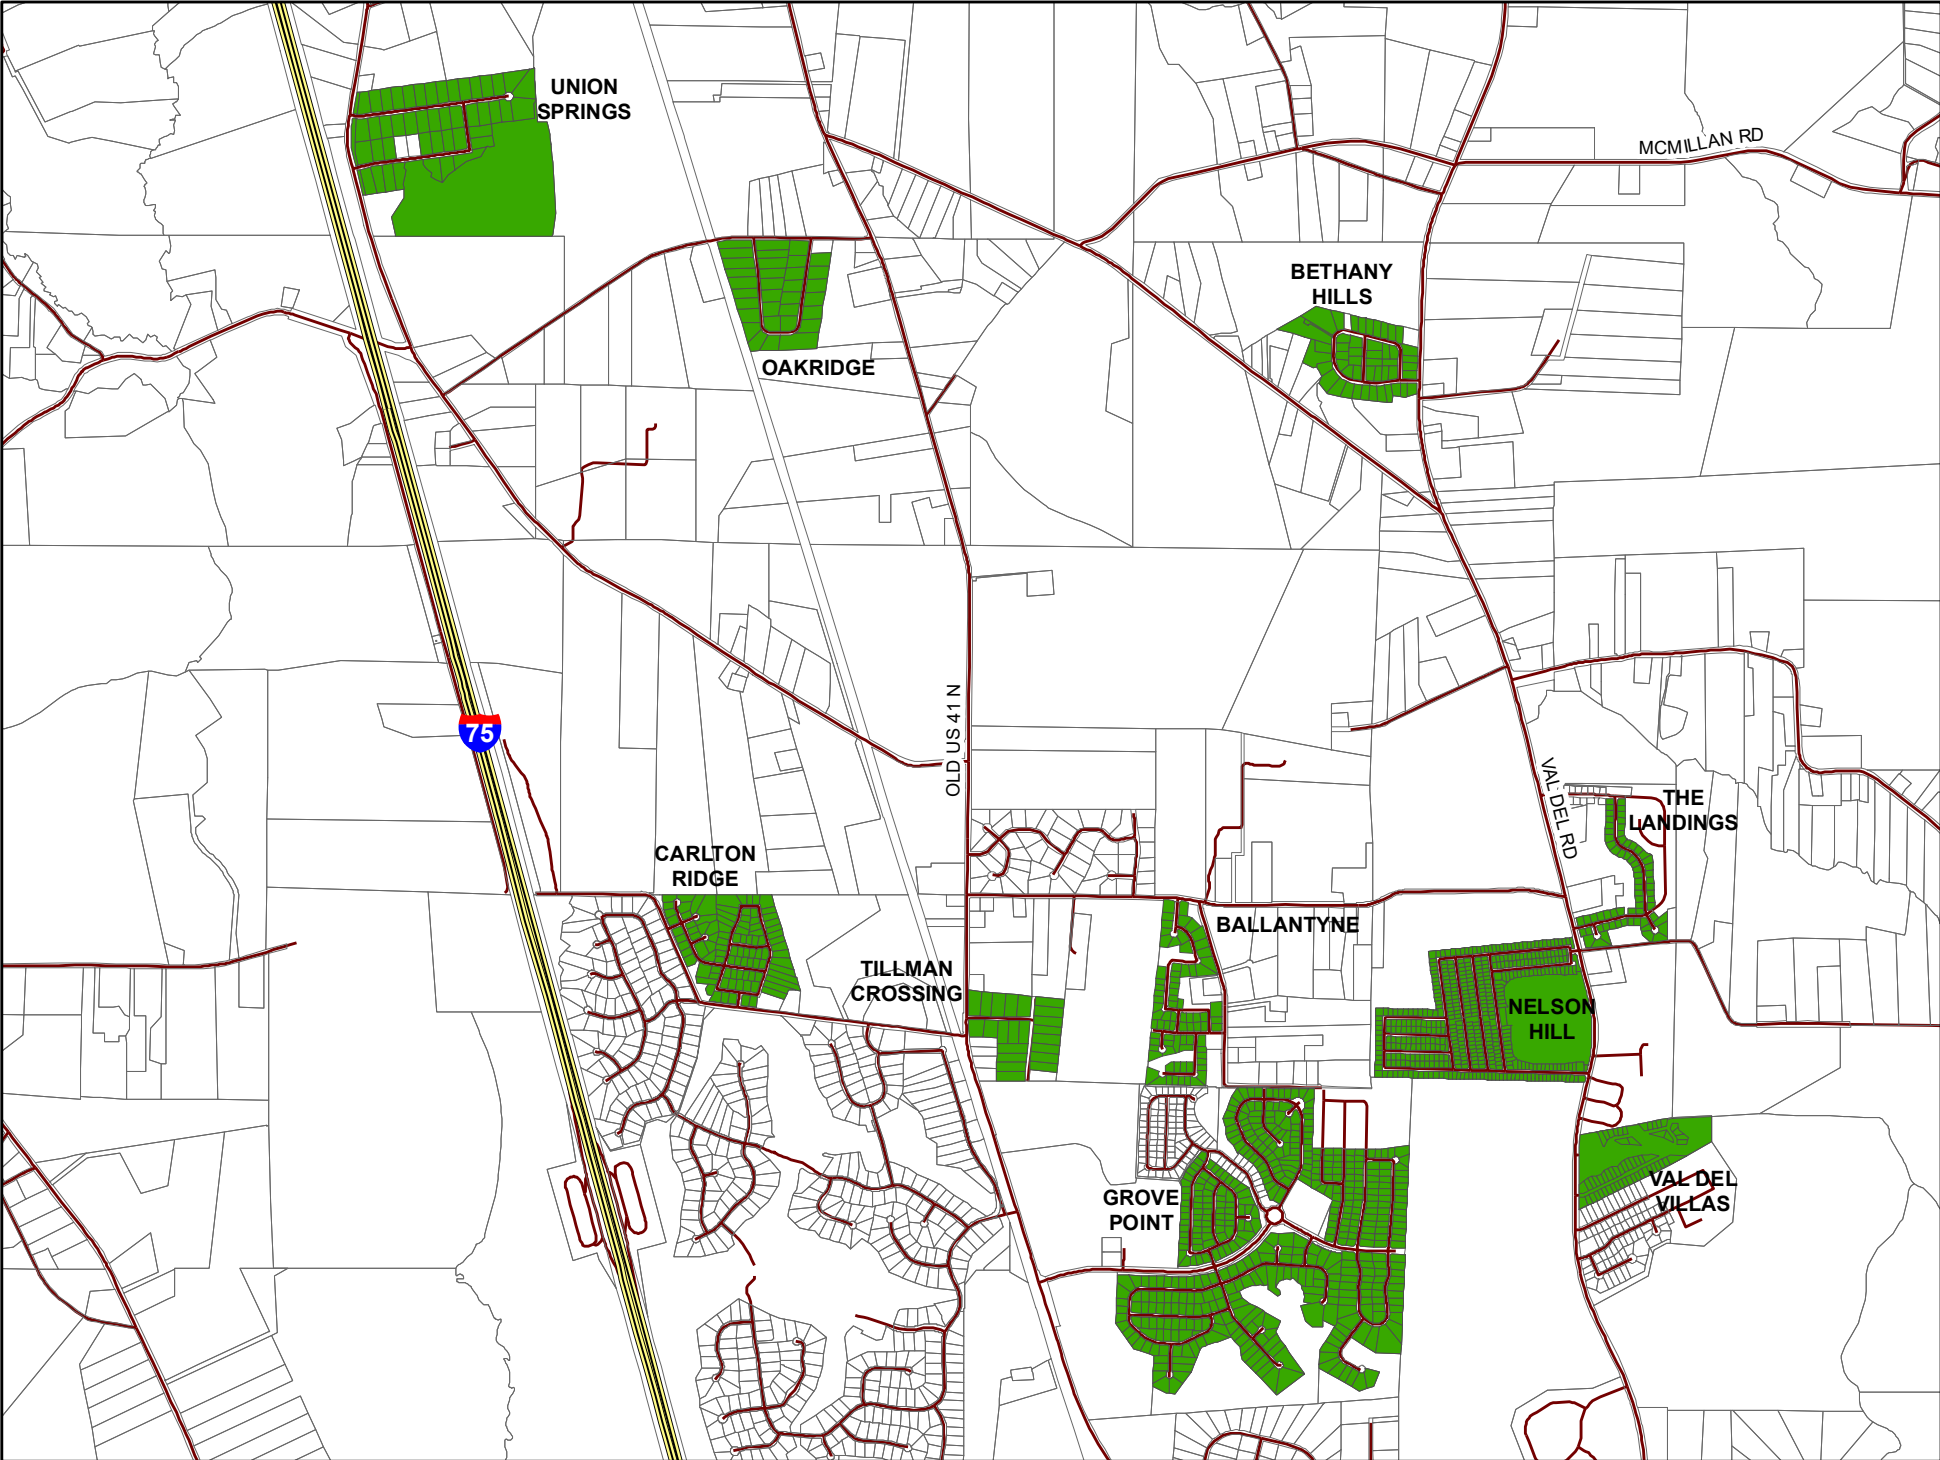 UNION
SPRINGS
MCMILLAN RD
BETHANY
HILLS
OAKRIDGE
OLD US 41 N
75
VAL DEL RD
THE
LANDINGS
CARLTON
RIDGE
BALLANTYNE
TILLMAN
CROSSING
NELSON
HILL
VAL DEL
VILLAS
GROVE
POINT